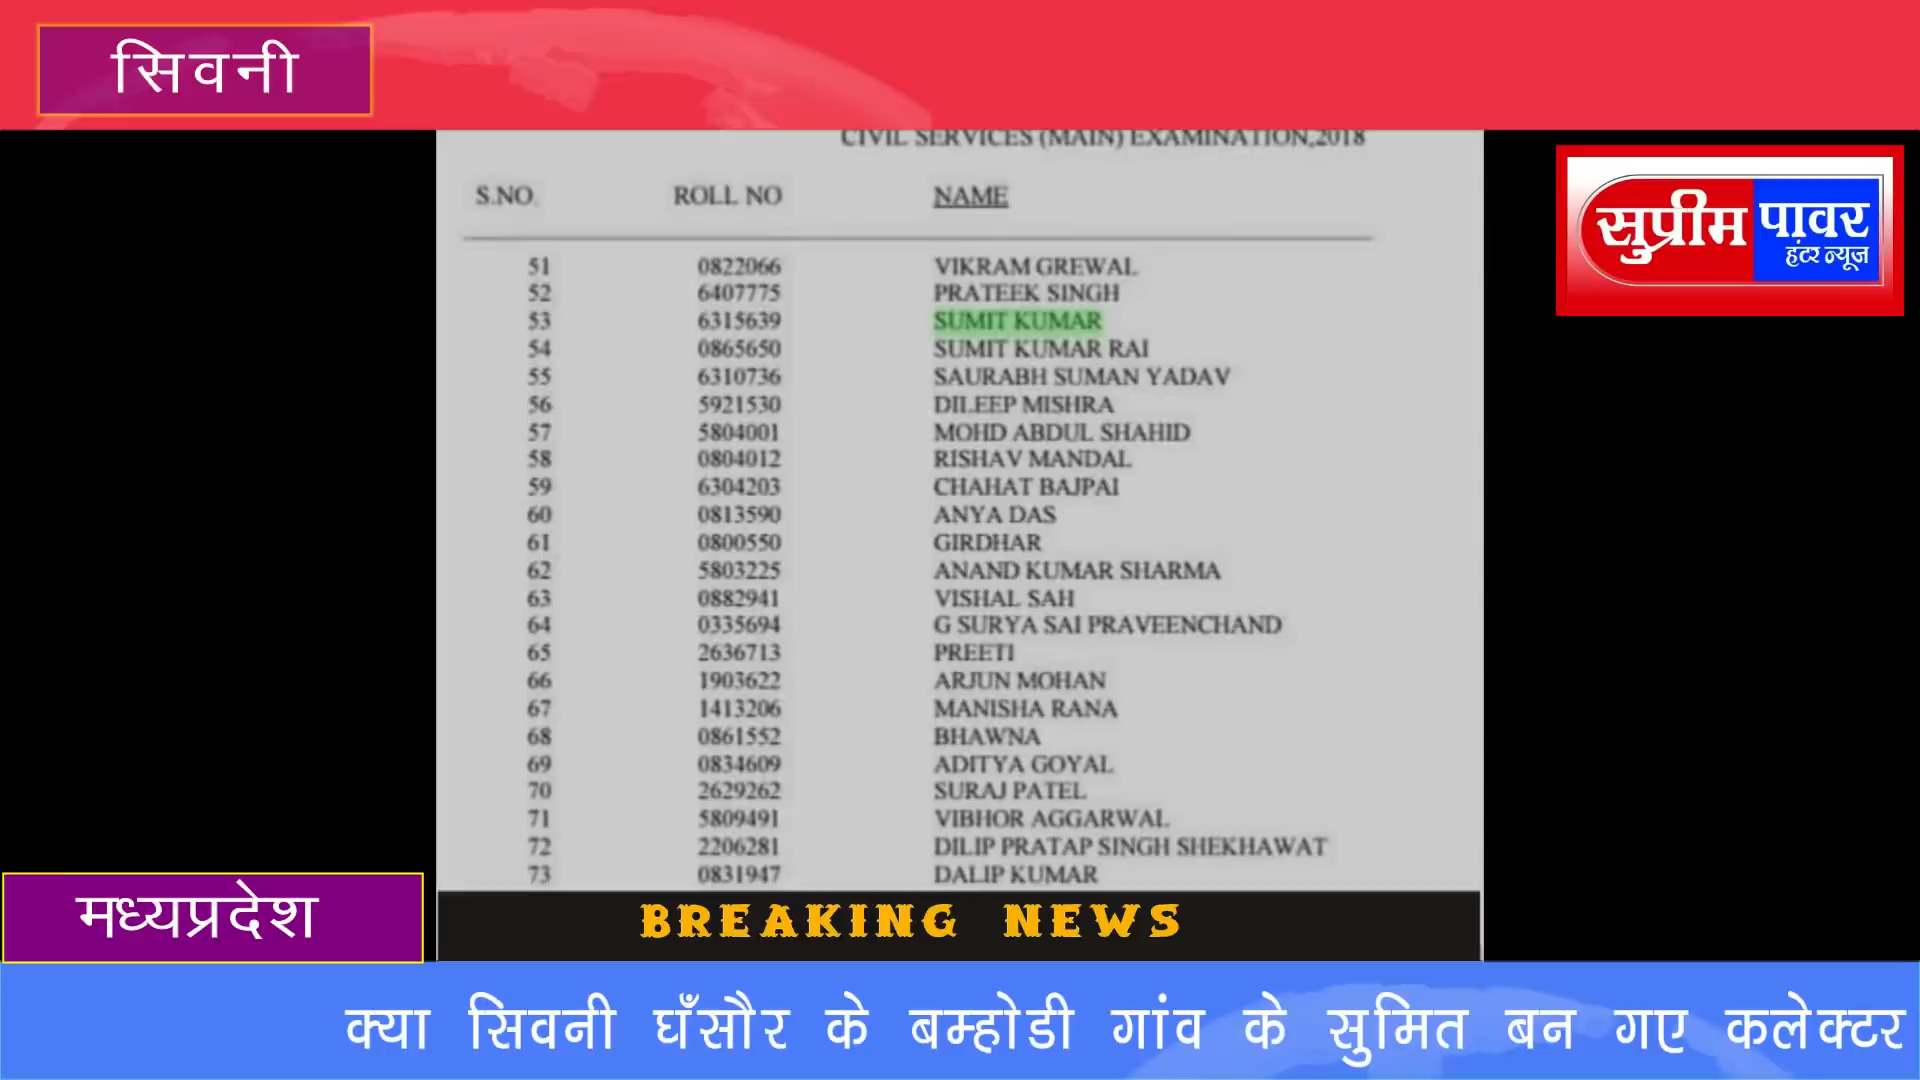 सिवनी
CIVIL SERVICES (MAIN) EXAMINATION,2018
S.NO. ROLL NO NAME
सुप्रीम पावर
हंटर न्यूज
51 0822066 VIKRAM GREWAL
52 6407775 PRATEEK SINGH
53 6315639 SUMIT KUMAR
54 0865650 SUMIT KUMAR RAI
55 6310736 SAURABH SUMAN YADAV
56 5921530 DILEEP MISHRA
57 5804001 MOHD ABDUL SHAHID
58 0804012 RISHAV MANDAL
59 6304203 CHAHAT BAJPAI
60 0813590 ANYA DAS
61 0800550 GIRDHAR
62 5803225 ANAND KUMAR SHARMA
63 0882941 VISHAL SAH
64 0335694 G SURYA SAI PRAVEENCHAND
65 2636713 PREETI
66 1903622 ARJUN MOHAN
67 1413206 MANISHA RANA
68 0861552 BHAWNA
69 0834609 ADITYA GOYAL
70 2629262 SURAJ PATEL
71 5809491 VIBHOR AGGARWAL
72 2206281 DILIP PRATAP SINGH SHEKHAWAT
73 0831947 DALIP KUMAR
मध्यप्रदेश
BREAKING NEWS
क्या सिवनी घँसौर के बम्होडी गांव के सुमित बन गए कलेक्टर